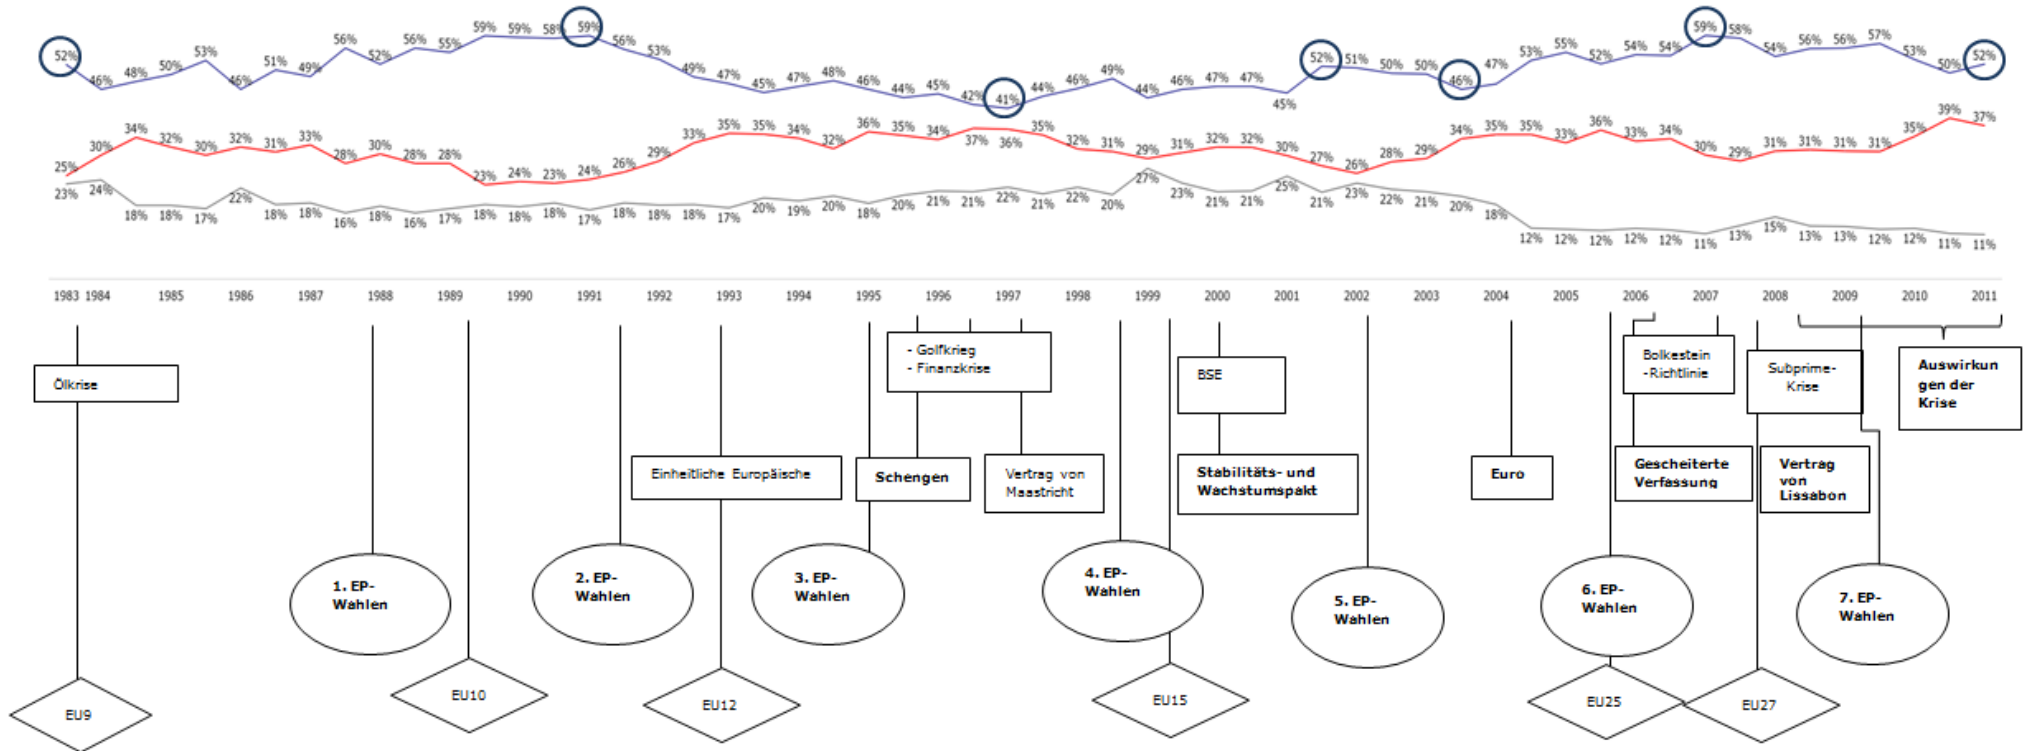 52% 46% 48% 50% 53% 46% 51% 49% 56% 52% 56% 55% 59% 59% 58% 59% 56% 53% 49% 47% 45% 47% 48% 46% 44% 45% 42% 41% 44% 46% 49% 44% 46% 47% 47% 45% 52% 51% 50% 50% 46% 47% 53% 55% 52% 54% 54% 59% 58% 54% 56% 56% 57% 53% 50% 52%
25% 30% 34% 32% 30% 32% 31% 33% 28% 30% 28% 28% 23% 24% 23% 24% 26% 29% 33% 35% 35% 34% 32% 36% 35% 34% 37% 36% 35% 32% 31% 29% 31% 32% 32% 30% 27% 26% 28% 29% 34% 35% 35% 33% 36% 33% 34% 30% 29% 31% 31% 31% 31% 35% 39% 37%
23% 24% 18% 18% 17% 22% 18% 18% 16% 18% 16% 17% 18% 18% 18% 17% 18% 18% 18% 17% 20% 19% 20% 18% 20% 21% 21% 22% 21% 22% 20% 27% 23% 21% 21% 25% 21% 23% 22% 21% 20% 18% 12% 12% 12% 12% 12% 11% 13% 15% 13% 13% 12% 12% 11% 11%
1983 1984 1985 1986 1987 1988 1989 1990 1991 1992 1993 1994 1995 1996 1997 1998 1999 2000 2001 2002 2003 2004 2005 2006 2007 2008 2009 2010 2011
Ölkrise
- Golfkrieg
- Finanzkrise
BSE
Bolkestein
-Richtlinie
Subprime-
Krise
Auswirkun
gen der
Krise
Einheitliche Europäische
Schengen
Vertrag von
Maastricht
Stabilitäts- und
Wachstumspakt
Euro
Gescheiterte
Verfassung
Vertrag
von
Lissabon
1. EP-
Wahlen
2. EP-
Wahlen
3. EP-
Wahlen
4. EP-
Wahlen
5. EP-
Wahlen
6. EP-
Wahlen
7. EP-
Wahlen
EU9
EU10
EU12
EU15
EU25
EU27